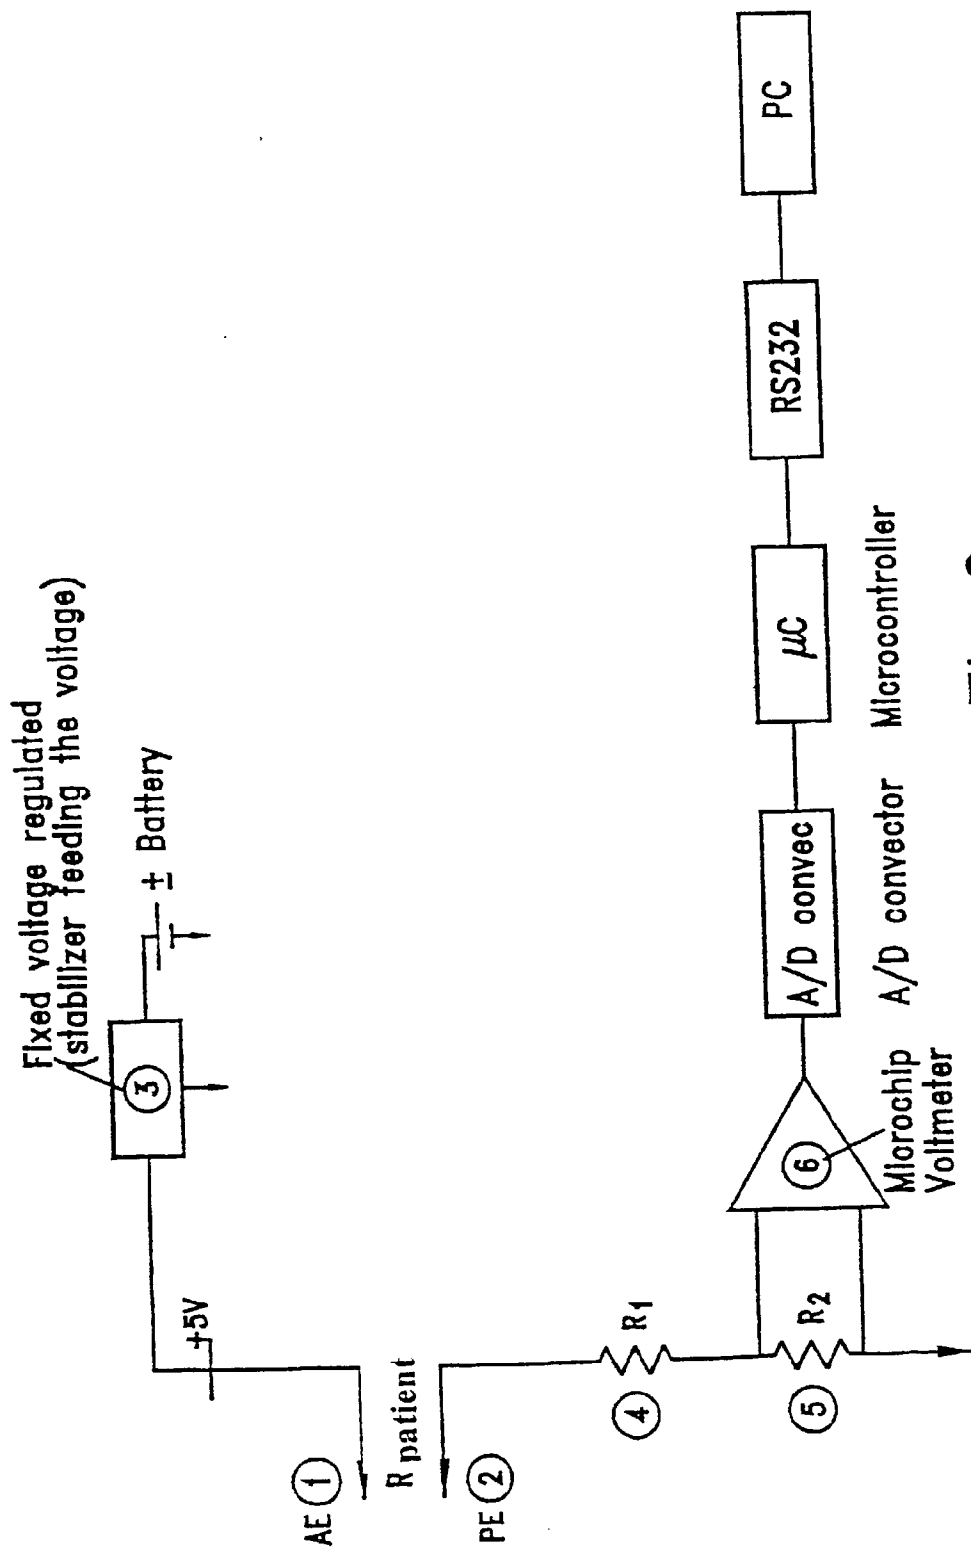 Fixed voltage regulated
(stabilizer feeding the voltage)
3
± Battery
+5V
AE 1
R patient
PE 2
4
R1
5
R2
6
Microchip
Voltmeter
A/D convec
A/D convector
μC
Microcontroller
RS232
PC